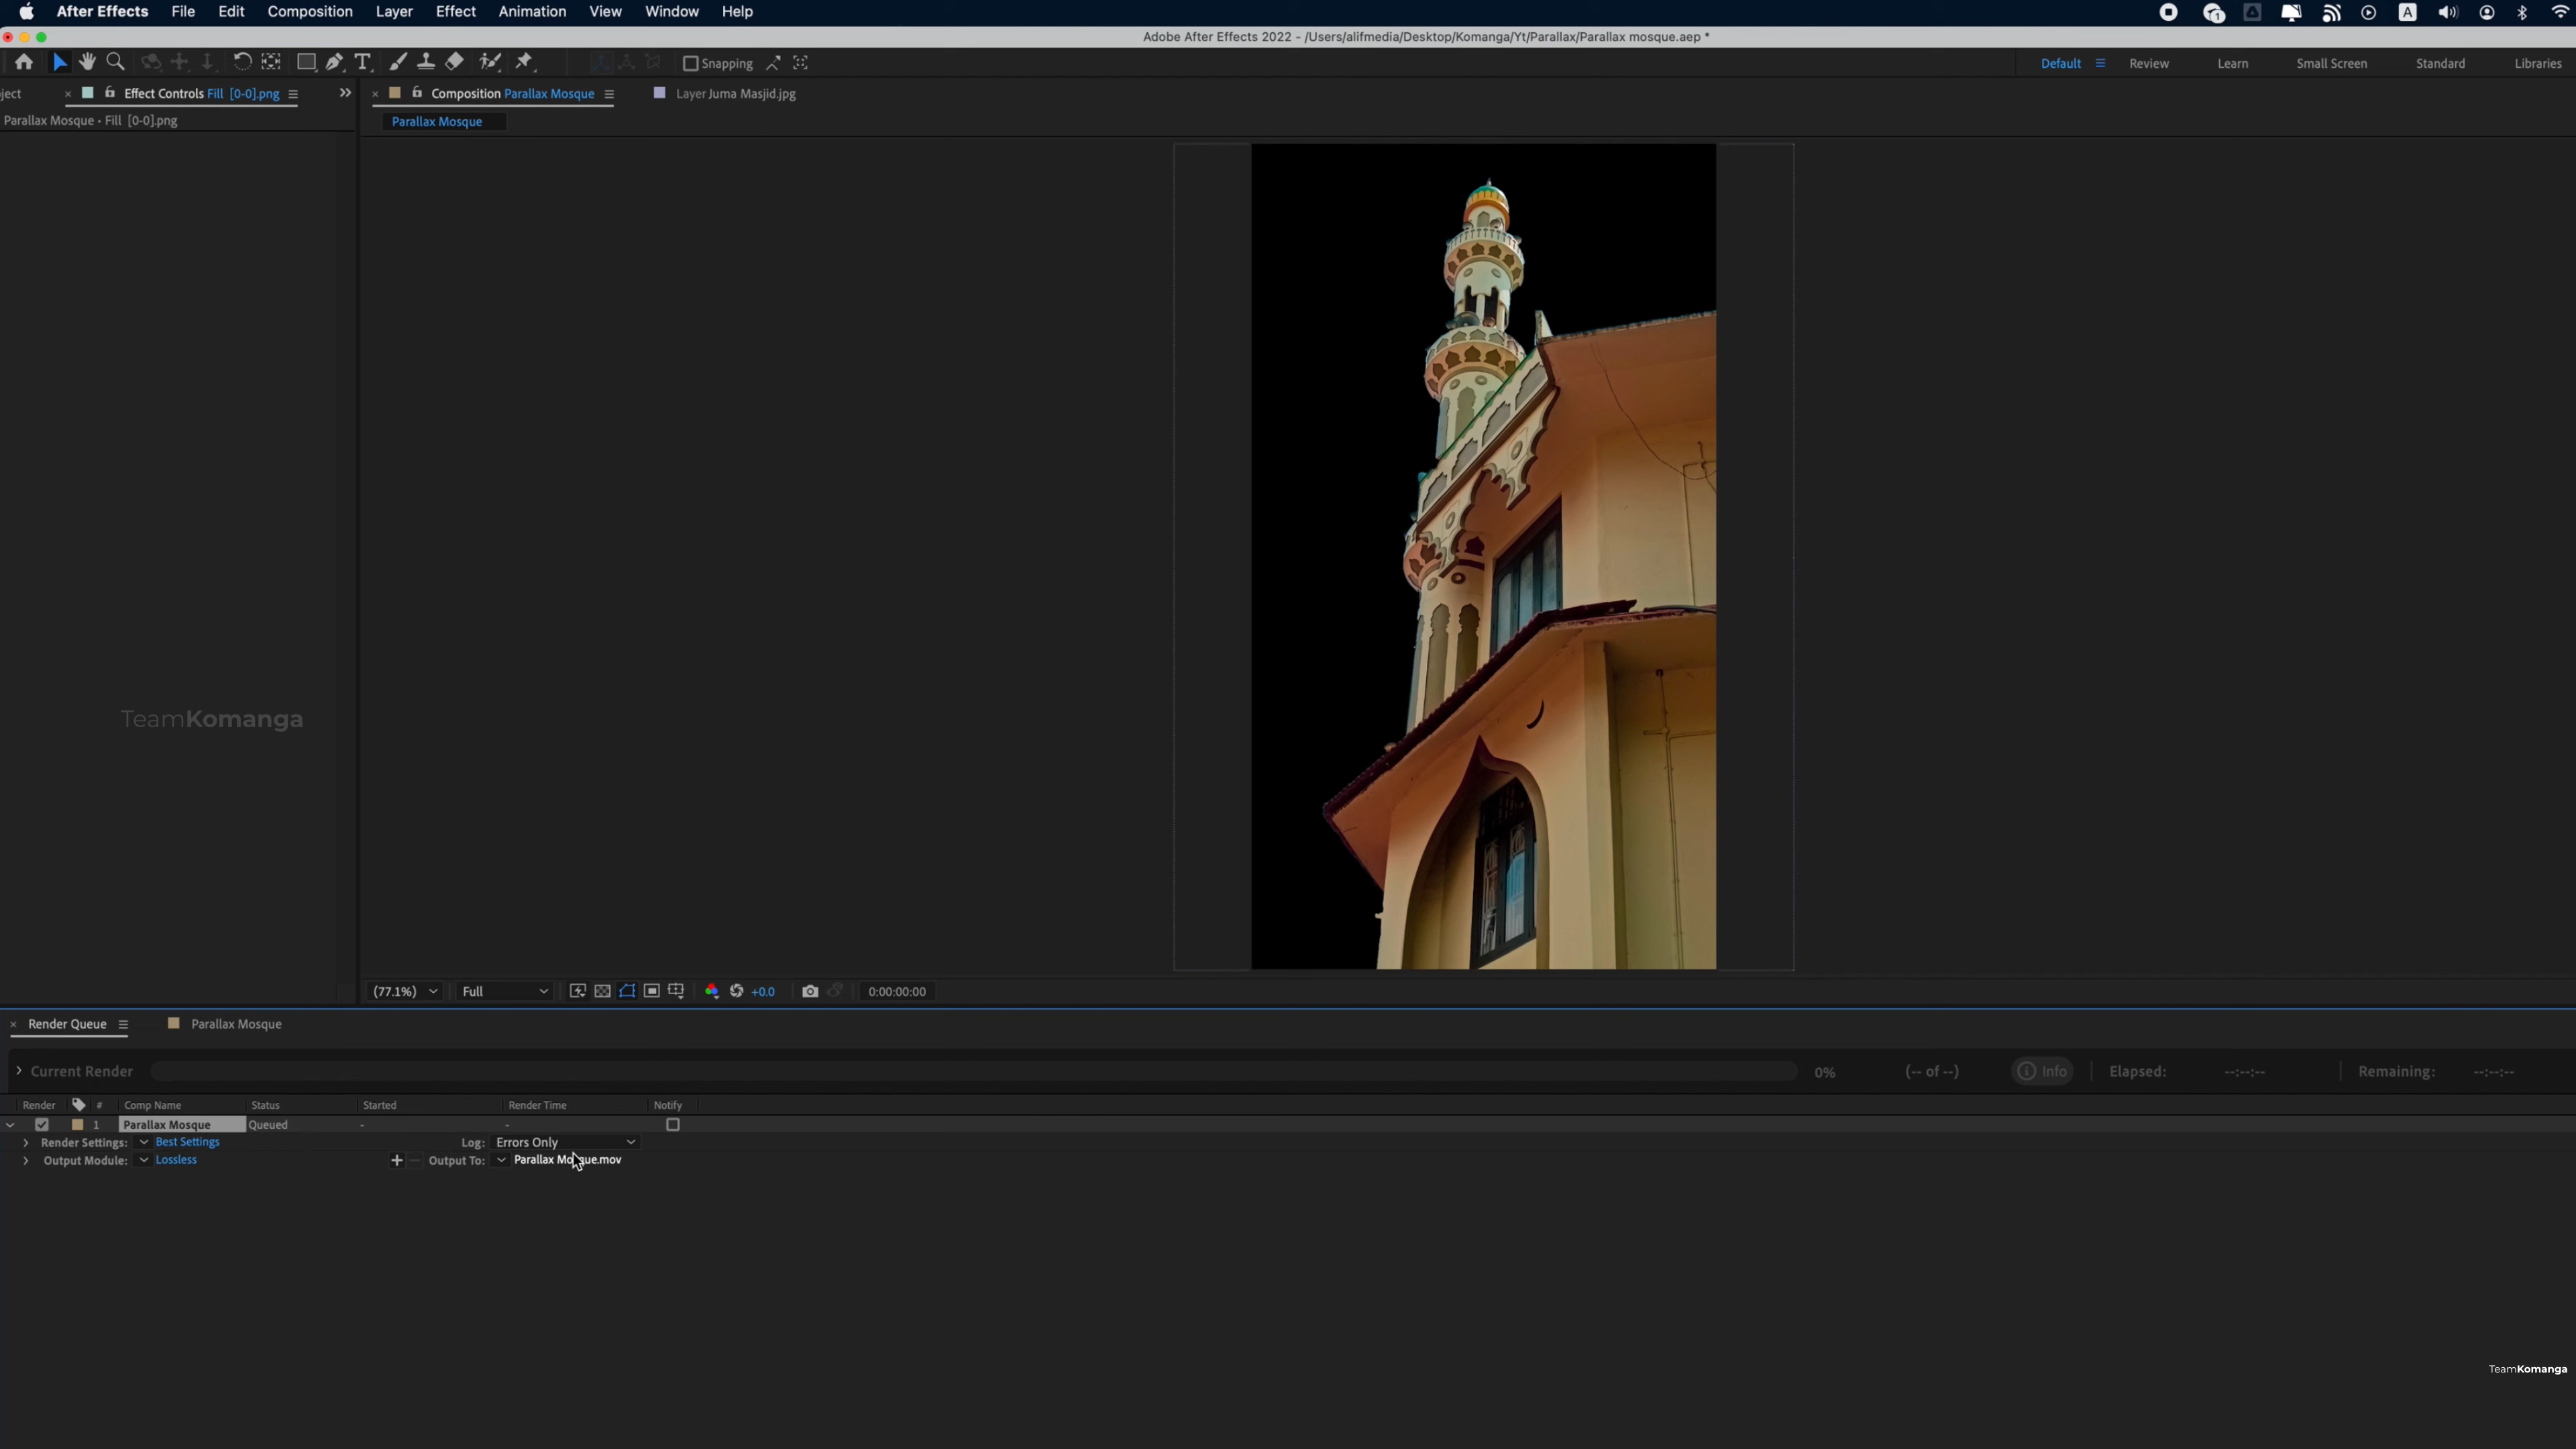 After Effects File Edit Composition Layer Effect Animation View Window Help
1 A
Adobe After Effects 2022 - /Users/alifmedia/Desktop/Komanga/Yt/Parallax/Parallax mosque.aep *
Snapping Default Review Learn Small Screen Standard Libraries
ject × Effect Controls Fill [0-0].png × Composition Parallax Mosque Layer Juma Masjid.jpg
Parallax Mosque • Fill [0-0].png
Parallax Mosque
TeamKomanga
(77.1%) Full +0.0 0:00:00:00
× Render Queue Parallax Mosque
Current Render 0% (-- of --) Info Elapsed: --:--:-- Remaining: --:--:--
Render # Comp Name Status Started Render Time Notify
1 Parallax Mosque Queued - -
Render Settings: Best Settings Log: Errors Only
Output Module: Lossless + – Output To: Parallax Mosque.mov
TeamKomanga